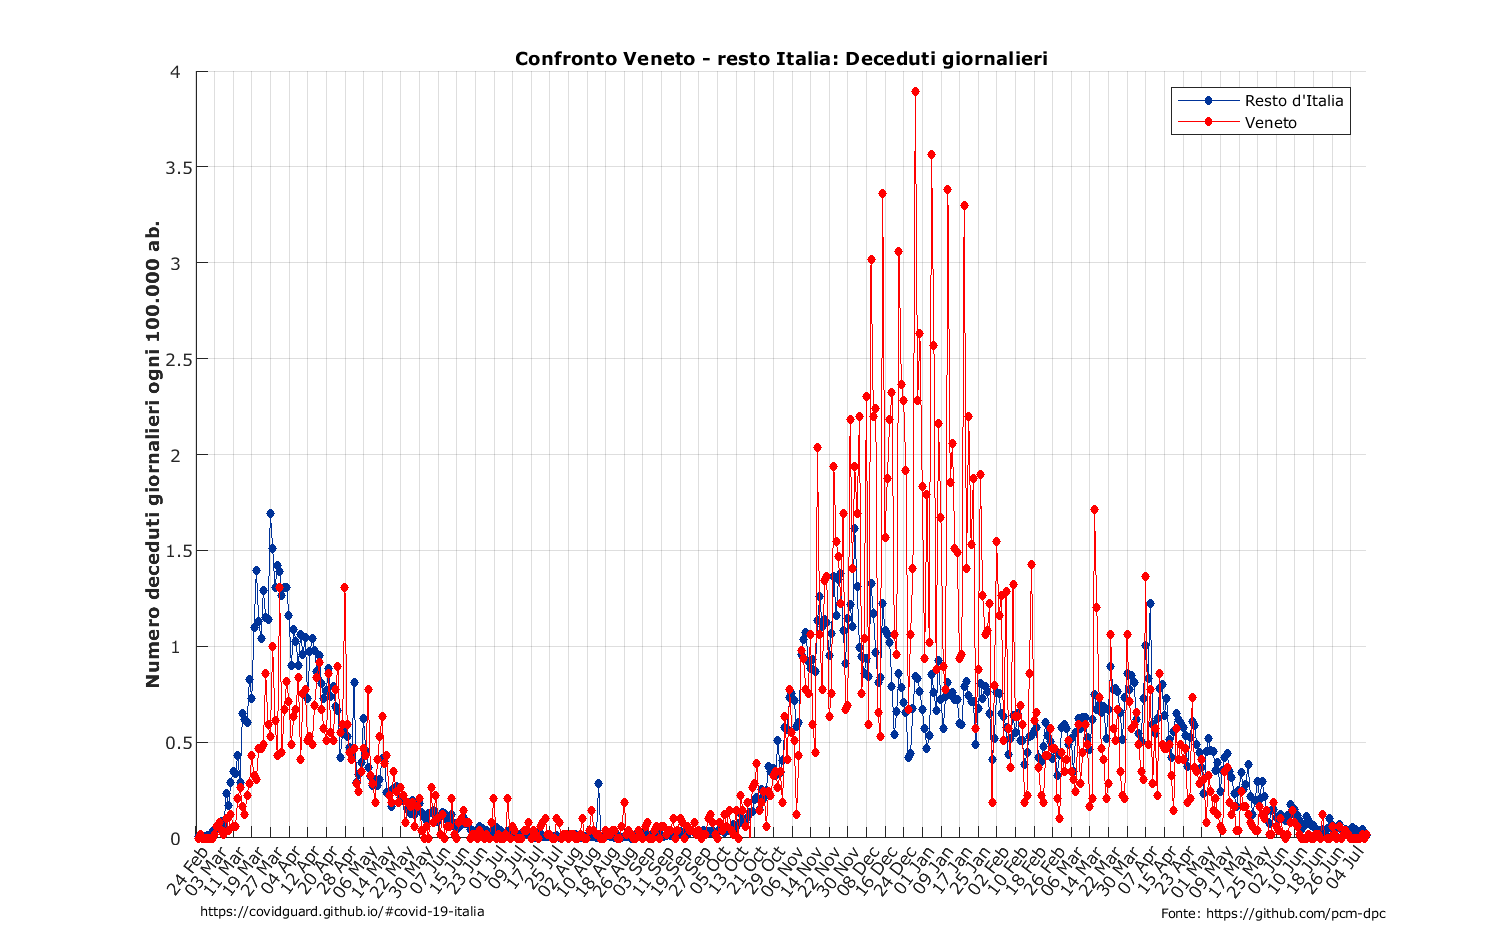 Confronto Veneto - resto Italia: Deceduti giornalieri
Resto d'Italia
Veneto
Numero deceduti giornalieri ogni 100.000 ab.
4
3.5
3
2.5
2
1.5
1
0.5
0
24 Feb
03 Mar
11 Mar
19 Mar
27 Mar
04 Apr
12 Apr
20 Apr
28 Apr
06 May
14 May
22 May
30 May
07 Jun
15 Jun
23 Jun
01 Jul
09 Jul
17 Jul
25 Jul
02 Aug
10 Aug
18 Aug
26 Aug
03 Sep
11 Sep
19 Sep
27 Sep
05 Oct
13 Oct
21 Oct
29 Oct
06 Nov
14 Nov
22 Nov
30 Nov
08 Dec
16 Dec
24 Dec
01 Jan
09 Jan
17 Jan
25 Jan
02 Feb
10 Feb
18 Feb
26 Feb
06 Mar
14 Mar
22 Mar
30 Mar
07 Apr
15 Apr
23 Apr
01 May
09 May
17 May
25 May
02 Jun
10 Jun
18 Jun
26 Jun
04 Jul
https://covidguard.github.io/#covid-19-italia
Fonte: https://github.com/pcm-dpc